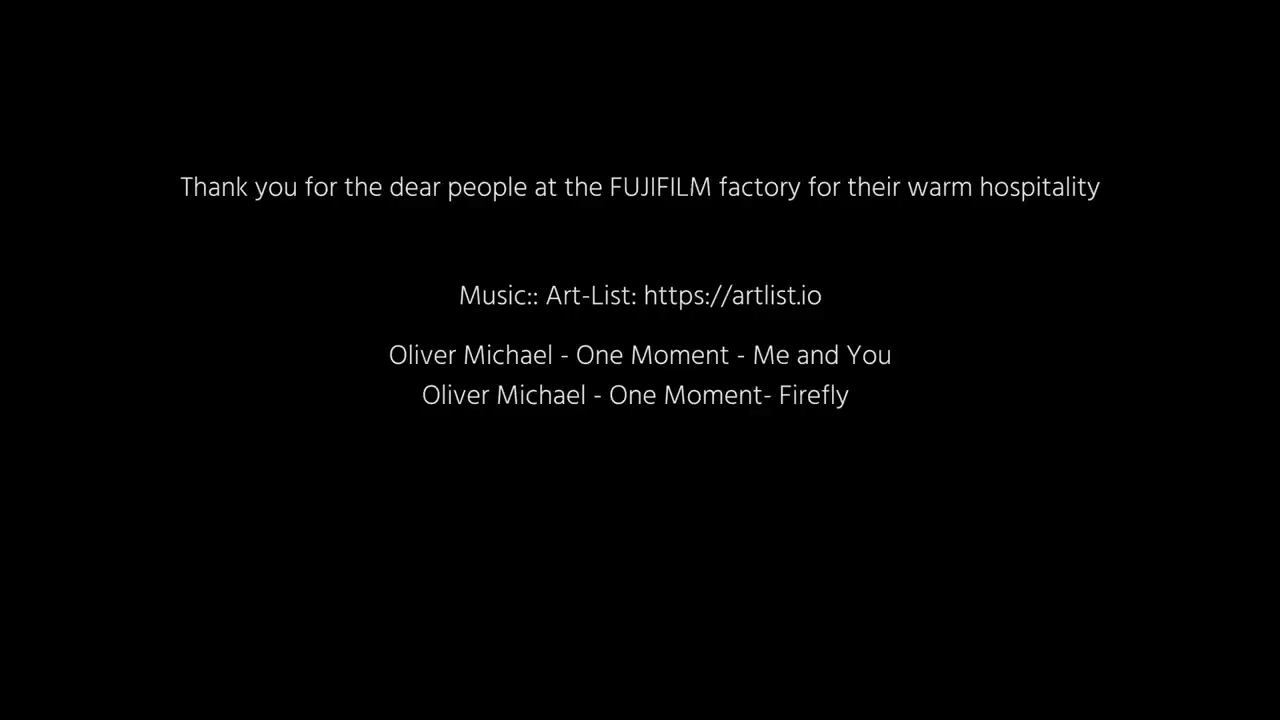 Thank you for the dear people at the FUJIFILM factory for their warm hospitality
Music:: Art-List: https://artlist.io
Oliver Michael - One Moment - Me and You
Oliver Michael - One Moment- Firefly